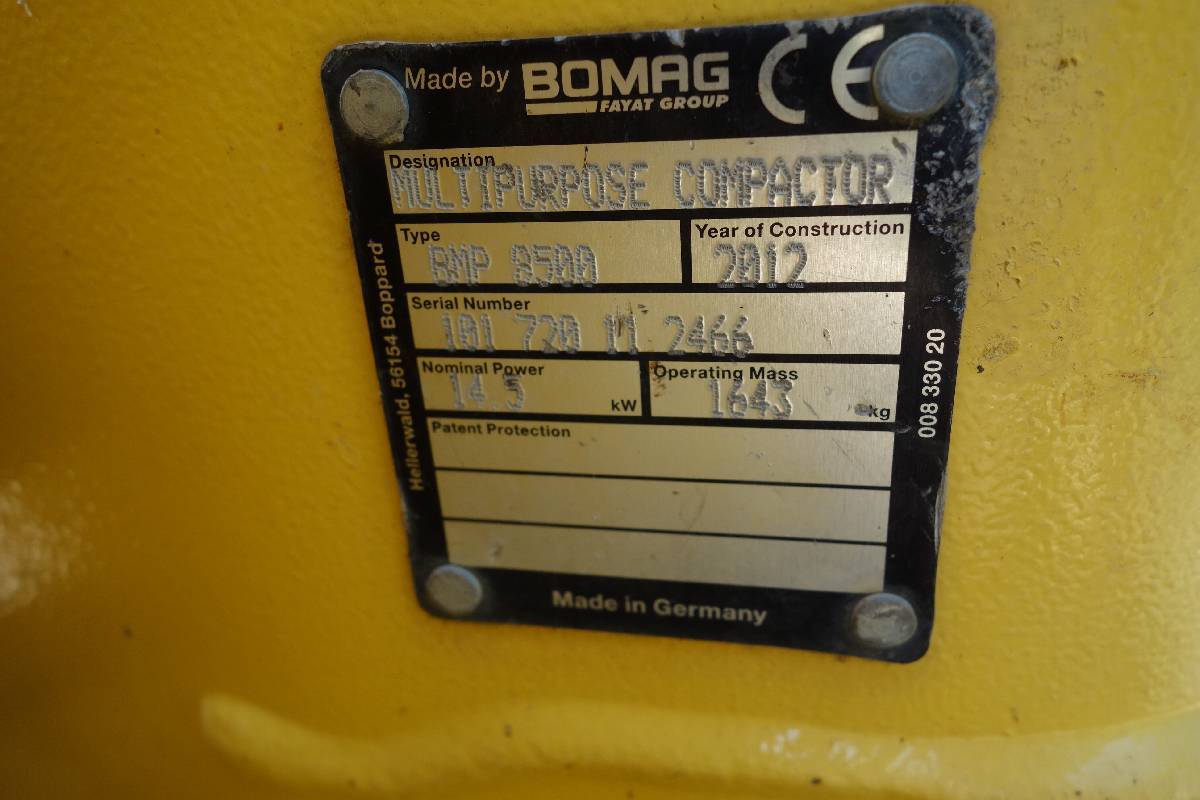 Made by BOMAG
FAYAT GROUP
CE
Designation
MULTIPURPOSE COMPACTOR
Type
BMP 8500
Year of Construction
2012
Serial Number
101 720 11 2466
Nominal Power
14.5 kW
Operating Mass
1643 kg
Patent Protection
Made in Germany
Hellerwald, 56154 Boppard
008 330 20